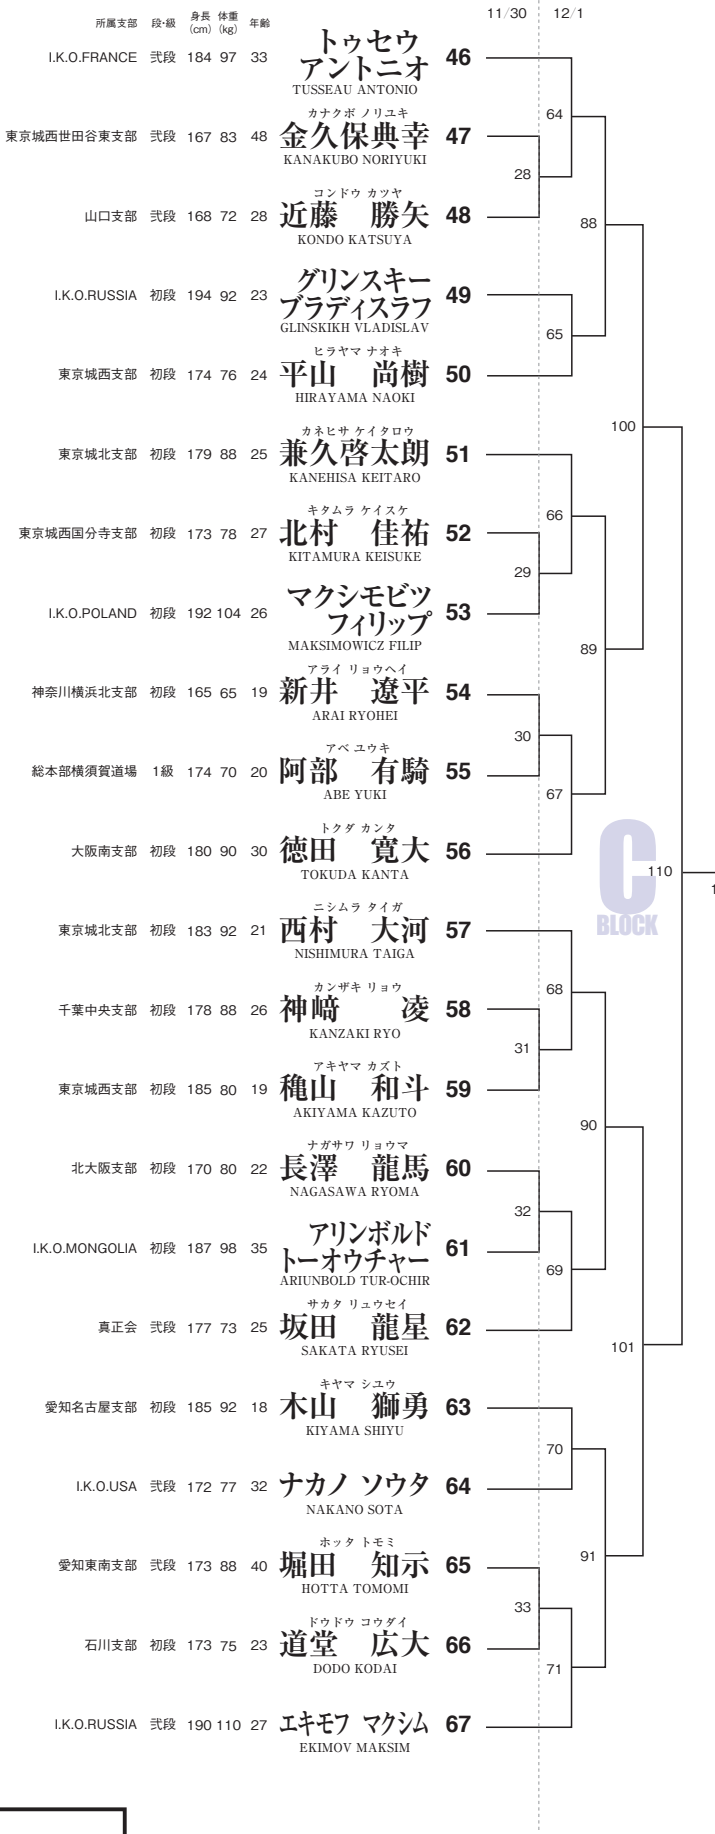 11/30 12/1
所属支部 段・級 身長(cm) 体重(kg) 年齢
I.K.O.FRANCE 弐段 184 97 33 トゥセウ アントニオ 46
TUSSEAU ANTONIO
64
カナクボ ノリユキ
東京城西世田谷東支部 弐段 167 83 48 金久保典幸 47
KANAKUBO NORIYUKI
28
コンドウ カツヤ
山口支部 弐段 168 72 28 近藤 勝矢 48
KONDO KATSUYA
88
I.K.O.RUSSIA 初段 194 92 23 グリンスキー ブラディスラフ 49
GLINSKIKH VLADISLAV
65
ヒラヤマ ナオキ
東京城西支部 初段 174 76 24 平山 尚樹 50
HIRAYAMA NAOKI
100
カネヒサ ケイタロウ
東京城北支部 初段 179 88 25 兼久啓太朗 51
KANEHISA KEITARO
66
キタムラ ケイスケ
東京城西国分寺支部 初段 173 78 27 北村 佳祐 52
KITAMURA KEISUKE
29
I.K.O.POLAND 初段 192 104 26 マクシモビツ フィリップ 53
MAKSIMOWICZ FILIP
89
アライ リョウヘイ
神奈川横浜北支部 初段 165 65 19 新井 遼平 54
ARAI RYOHEI
30
アベ ユウキ
総本部横須賀道場 1級 174 70 20 阿部 有騎 55
ABE YUKI
67
トクダ カンタ
大阪南支部 初段 180 90 30 徳田 寛大 56
TOKUDA KANTA
C
BLOCK
110
1
ニシムラ タイガ
東京城北支部 初段 183 92 21 西村 大河 57
NISHIMURA TAIGA
68
カンザキ リョウ
千葉中央支部 初段 178 88 26 神﨑 凌 58
KANZAKI RYO
31
アキヤマ カズト
東京城西支部 初段 185 80 19 穐山 和斗 59
AKIYAMA KAZUTO
90
ナガサワ リョウマ
北大阪支部 初段 170 80 22 長澤 龍馬 60
NAGASAWA RYOMA
32
I.K.O.MONGOLIA 初段 187 98 35 アリンボルド トーオウチャー 61
ARIUNBOLD TUR-OCHIR
69
サカタ リュウセイ
真正会 弐段 177 73 25 坂田 龍星 62
SAKATA RYUSEI
101
キヤマ シユウ
愛知名古屋支部 初段 185 92 18 木山 獅勇 63
KIYAMA SHIYU
70
I.K.O.USA 弐段 172 77 32 ナカノ ソウタ 64
NAKANO SOTA
91
ホッタ トモミ
愛知東南支部 弐段 173 88 40 堀田 知示 65
HOTTA TOMOMI
33
ドウドウ コウダイ
石川支部 初段 173 75 23 道堂 広大 66
DODO KODAI
71
I.K.O.RUSSIA 弐段 190 110 27 エキモフ マクシム 67
EKIMOV MAKSIM